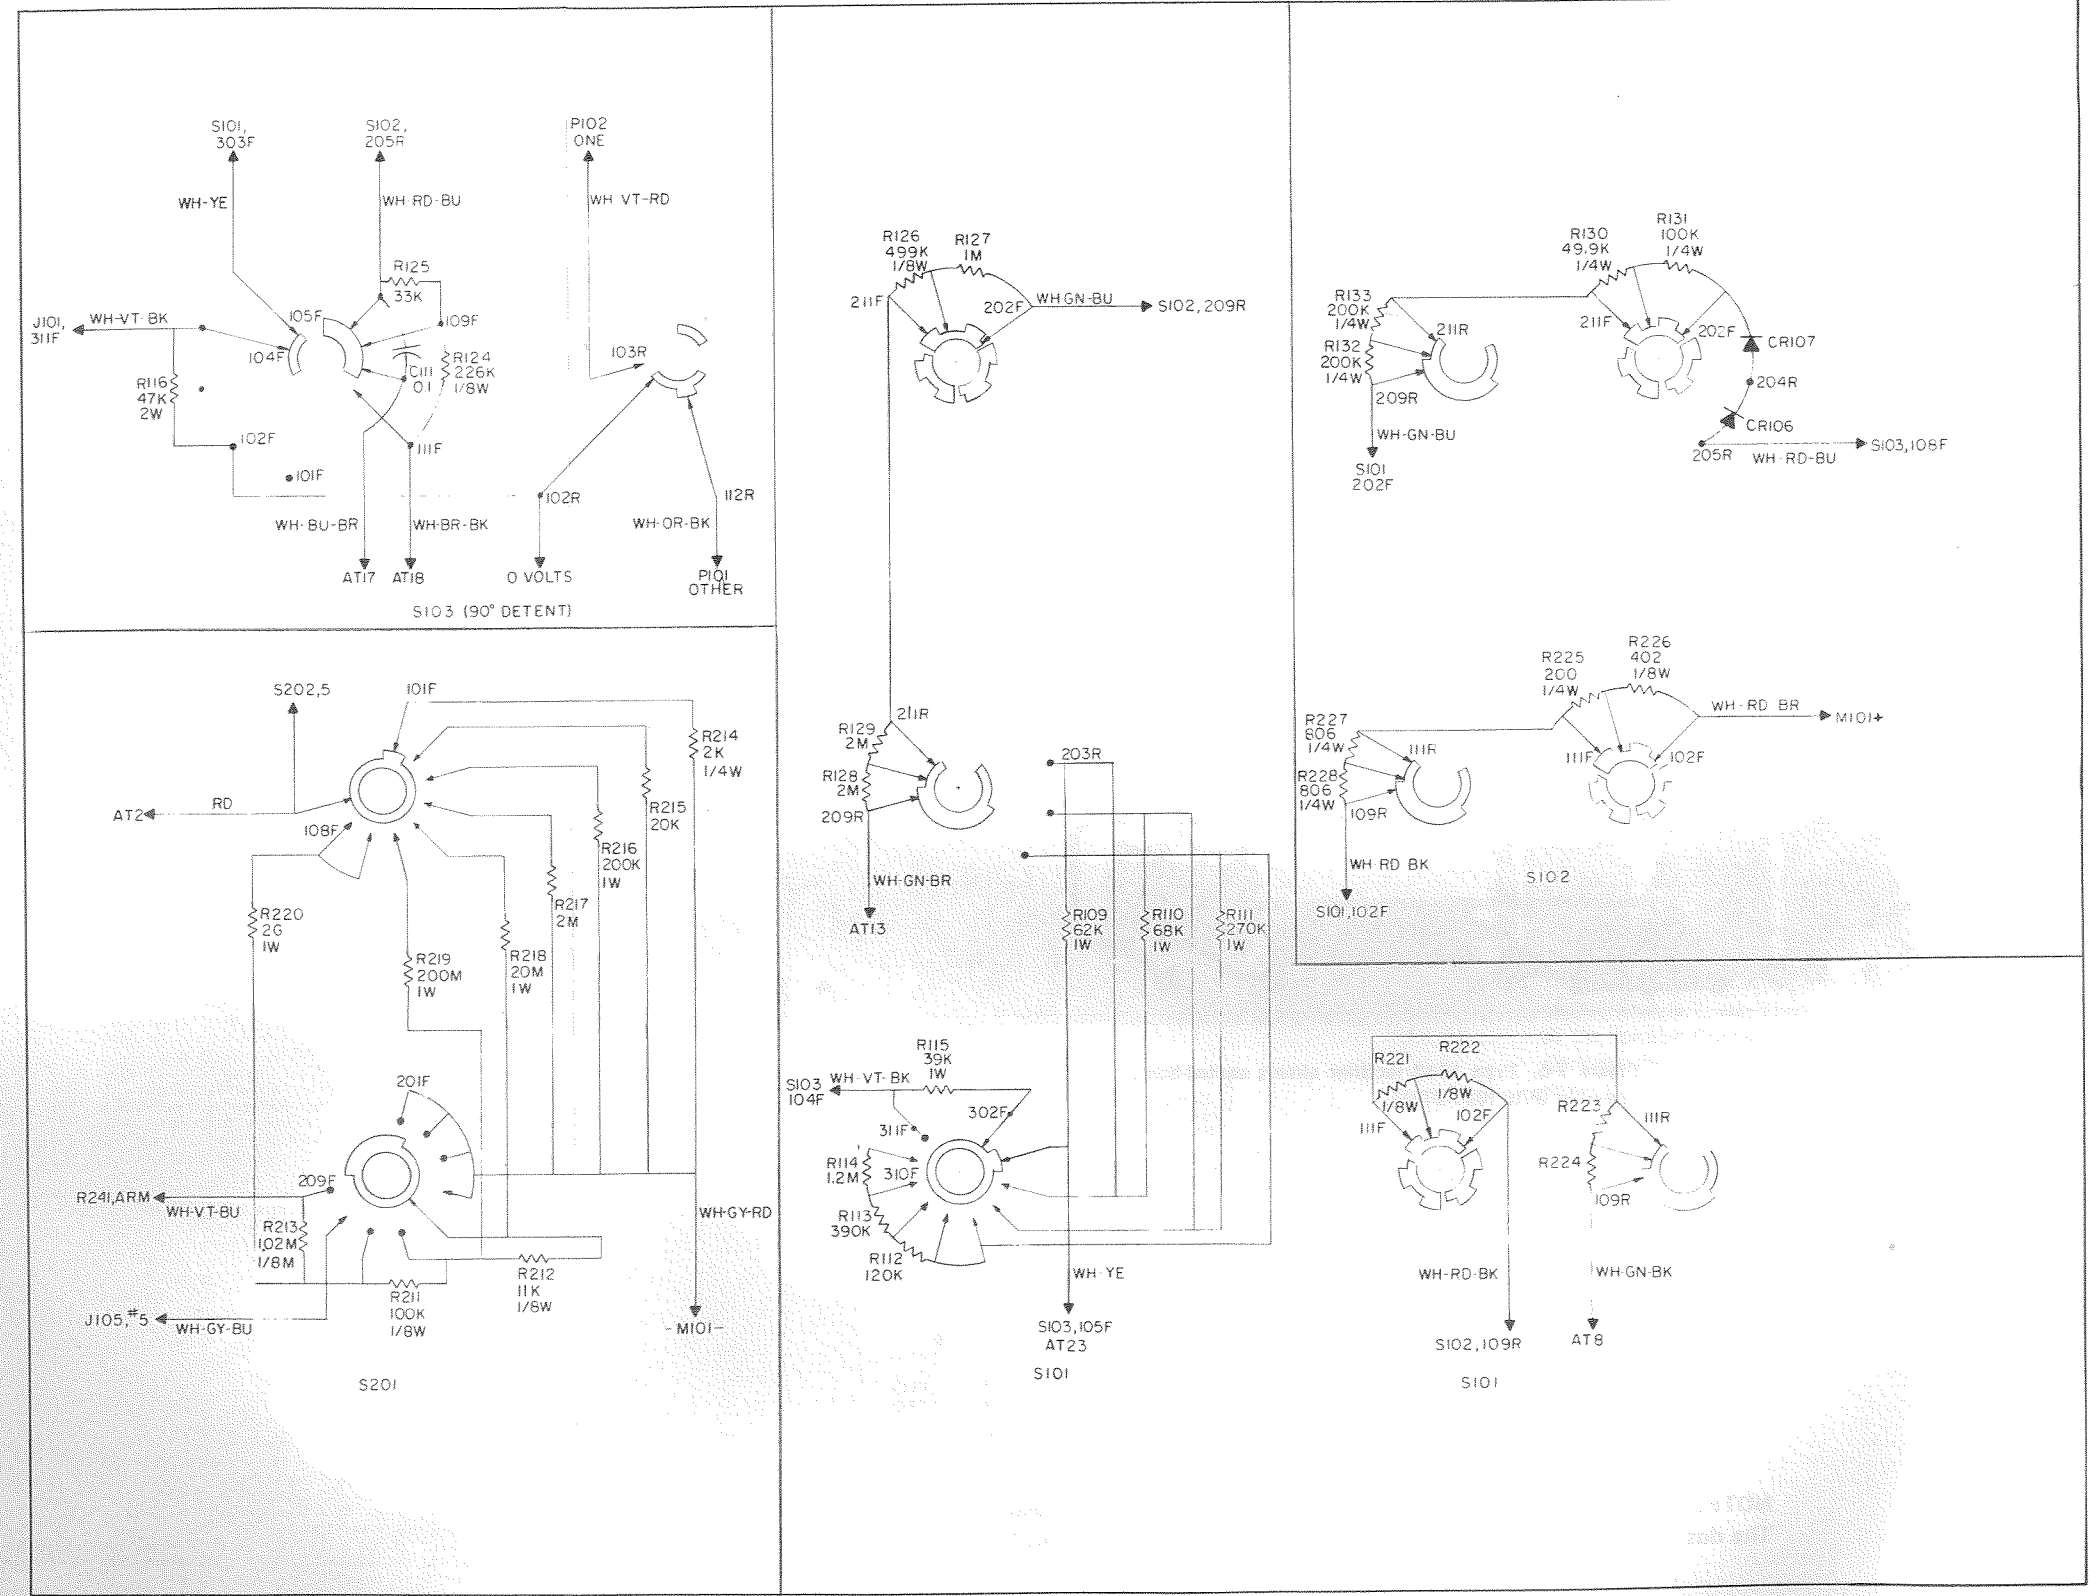 S101,
303F
S102,
205R
P102
ONE
WH-YE
WH-RD-BU
WH VT-RD
R125
33K
J101,
311F
WH-VT-BK
105F
109F
104F
103R
R116
47K
2W
C111
0.1
R124
226K
1/8W
102F
111F
101F
102R
112R
WH-BU-BR
WH-BR-BK
WH-OR-BK
AT17
AT18
0 VOLTS
P101
OTHER
S103 (90° DETENT)
S202,5
101F
R214
2K
1/4W
AT2
RD
108F
R215
20K
R216
200K
1W
R217
2M
R220
2G
1W
R219
200M
1W
R218
20M
1W
201F
209F
R241,ARM
WH-VT-BU
R213
1.02M
1/8M
WH-GY-RD
R212
11K
1/8W
R211
100K
1/8W
J105,#5
WH-GY-BU
-M101-
S201
R126
499K
1/8W
R127
1M
211F
202F
WH-GN-BU
S102,209R
R129
2M
211R
203R
R128
2M
209R
WH-GN-BR
AT13
R109
62K
1W
R110
68K
1W
R111
270K
1W
R115
39K
1W
S103
104F
WH-VT-BK
302F
311F
R114
1.2M
310F
R113
390K
R112
120K
WH-YE
S103,105F
AT23
S101
R131
100K
1/4W
R130
49.9K
1/4W
R133
200K
1/4W
211R
211F
202F
CR107
R132
200K
1/4W
204R
209R
CR106
WH-GN-BU
205R
WH-RD-BU
S103,108F
S101
202F
R226
402
1/8W
R225
200
1/4W
WH-RD BR
M101+
R227
806
1/4W
111R
111F
102F
R228
806
1/4W
109R
WH RD BK
S102
S101,102F
R221
1/8W
R222
1/8W
102F
111F
R223
111R
R224
109R
WH-RD-BK
WH-GN-BK
S102,109R
AT8
S101